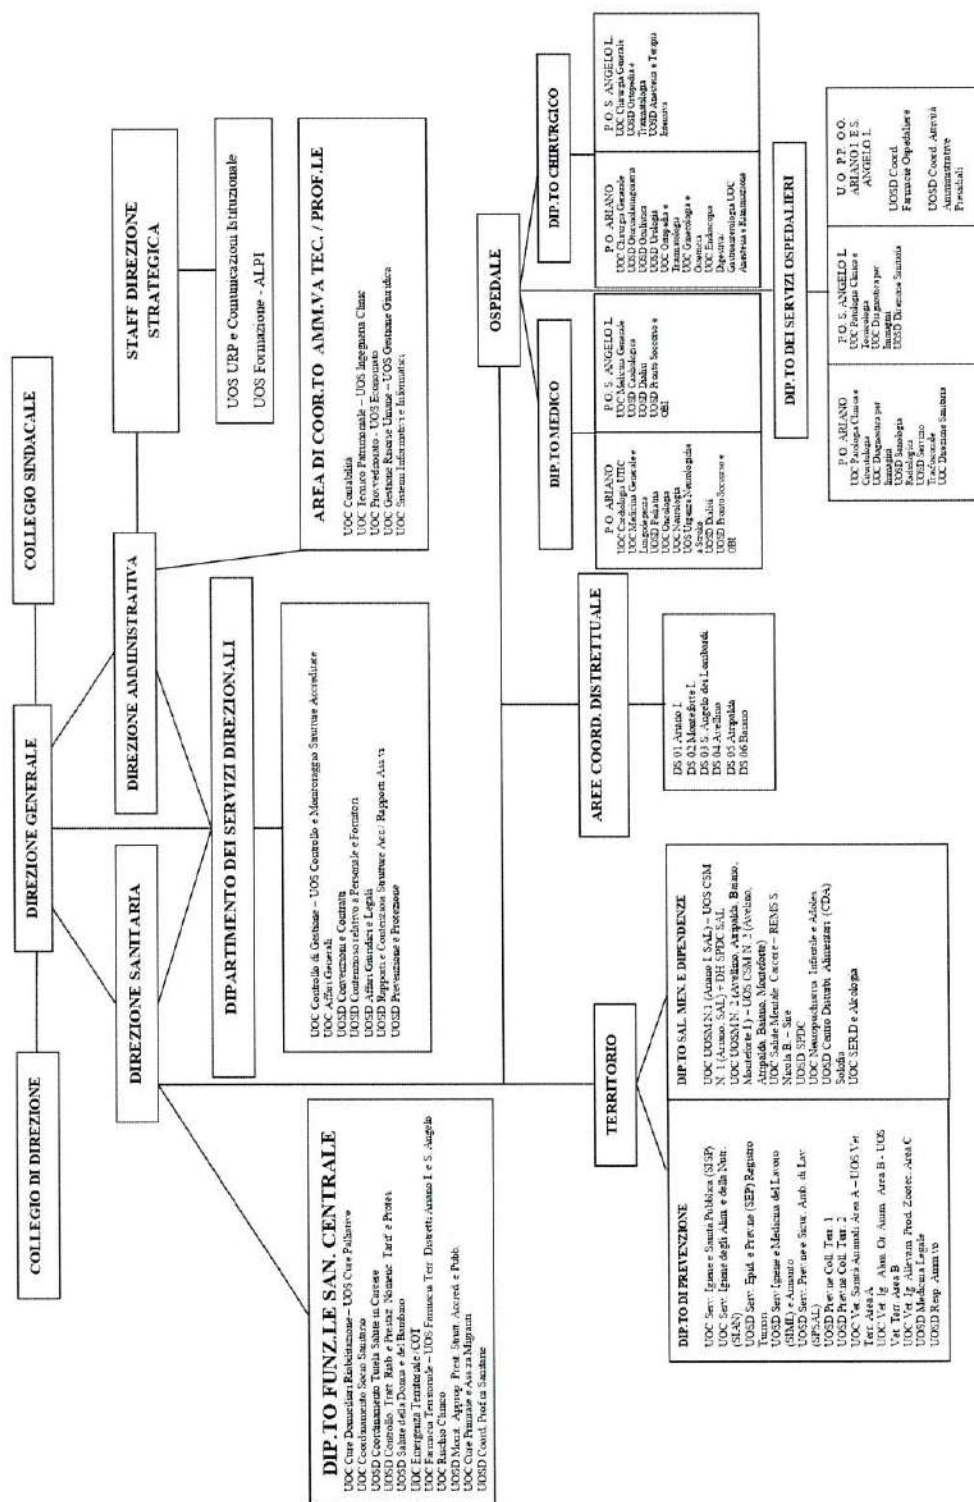 COLLEGIO DI DIREZIONE
DIREZIONE GENERALE
COLLEGIO SINDACALE
DIREZIONE SANITARIA
DIREZIONE AMMINISTRATIVA
STAFF DIREZIONE
STRATEGICA
UOS URP e Comunicazioni Istituzionale
UOS Formazione - ALPI
DIPARTIMENTO DEI SERVIZI DIREZIONALI
UOC Controllo di Gestione – UOS Controllo e Monitoraggio Strutture Accreditate
UOC Affari Generali
UOSD Convenzioni e Contratti
UOSD Contenzioso relativo a Personale e Fornitori
UOSD Affari Giuridici e Legali
UOSD Rapporti e Contenzioso Strutture Acc./ Rapporti Ass.vi
UOSD Prevenzione e Protezione
AREA DI COOR.TO AMM.VA TEC. / PROF.LE
UOC Contabilità
UOC Tecnico Patrimoniale – UOS Ingegneria Clinic
UOC Provveditorato - UOS Economato
UOC Gestione Risorse Umane – UOS Gestione Giuridica
UOC Sistemi Informativi e Informatici
DIP.TO FUNZ.LE SAN. CENTRALE
UOC Cure Domiciliari Riabilitazione – UOS Cure Palliative
UOC Coordinamento Socio Sanitario
UOSD Coordinamento Tutela Salute in Carcere
UOSD Controllo Tratt. Riab. e Prestaz. Nomenc. Tarif. e Protes.
UOSD Salute della Donna e del Bambino
UOC Emergenza Territoriale /COT
UOC Farmacia Territoriale – UOS Farmacia Terr. Distretti Ariano I. e S. Angelo
UOC Rischio Clinico
UOSD Monit. Approp. Prest. Strutt. Accred. e Pubb.
UOC Cure Primarie e Ass.za Migranti
UOSD Coord. Prof.ni Sanitarie
TERRITORIO
DIP.TO DI PREVENZIONE
UOC Serv. Igiene e Sanità Pubblica (SISP)
UOC Serv. Igiene degli Alim. e della Nutr.
(SIAN)
UOSD Serv. Epid. e Prev.ne (SEP) Registro
Tumori
UOSD Serv Igiene e Medicina del Lavoro
(SIML) e Amianto
UOSD Serv. Prev.ne e Sicur. Amb. di Lav.
(SPSAL)
UOSD Prev.ne Coll. Terr. 1
UOSD Prev.ne Coll. Terr. 2
UOC Vet. Sanità Animali Area A – UOS Vet.
Terr. Area A
UOC Vet. Ig. Alim. Or. Anim. Area B - UOS
Vet. Terr. Area B
UOC Vet. Ig. Allevam. Prod. Zootec. Area C
UOSD Medicina Legale
UOSD Resp. Amm.vo
DIP.TO SAL. MEN. E DIPENDENZE
UOC UOSM N.1 (Ariano I. SAL) – UOS CSM
N. 1 (Ariano, SAL) + DH SPDC SAL
UOC UOSM N. 2 (Avellino, Atripalda, Baiano,
Monteforte I.) – UOS CSM N. 2 (Avellino,
Atripalda, Baiano, Monteforte)
UOC Salute Mentale Carcere – REMS S.
Nicola B. – Sire
UOSD SPDC
UOC Neuropsichiatria Infantile e Adoles.
UOSD Centro Disturbi Alimentari (CDA)
Solofra
UOC SER.D e Alcologia
AREE COORD. DISTRETTUALE
DS 01 Ariano I.
DS 02 Monteforte I.
DS 03 S. Angelo dei Lombardi
DS 04 Avellino
DS 05 Atripalda
DS 06 Baiano
OSPEDALE
DIP.TO MEDICO
P.O. ARIANO
UOC Cardiologia UTIC
UOC Medicina Generale e
Lungodegenza
UOSD Pediatria
UOC Oncologia
UOC Neurologia
UOS Urgenze Neurologiche
e Stroke
UOSD Dialisi
UOSD Pronto Soccorso e
OBI
P.O. S. ANGELO L.
UOC Medicina Generale
UOSD Cardiologica
UOSD Dialisi
UOSD Pronto Soccorso e
OBI
DIP.TO CHIRURGICO
P.O. ARIANO
UOC Chirurgia Generale
UOSD Otorinolaringoiatria
UOSD Oculistica
UOSD Urologia
UOC Ortopedia e
Traumatologia
UOC Ginecologia e
Ostetricia
UOC Endoscopia
Digestiva/
Gastroenterologia UOC
Anestesia e Rianimazione
P.O. S. ANGELO L.
UOC Chirurgia Generale
UOSD Ortopedia e
Traumatologia
UOSD Anestesia e Terapia
Intensiva
DIP.TO DEI SERVIZI OSPEDALIERI
P.O. ARIANO
UOC Patologia Clinica e
UOC Diagnostica per
Immagini
UOSD Senologia
Radiologica
UOSD Servizio
Trasfusionale
UOC Direzione Sanitaria
P.O. S. ANGELO L.
UOC Patologia Clinica e
Tossicologia
UOC Diagnostica per
Immagini
UOSD Direzione Sanitaria
U. O. P.P. O.O.
ARIANO I. E S.
ANGELO L.
UOSD Coord.
Farmacie Ospedaliere
UOSD Coord. Attività
Amministrative
Presidiali